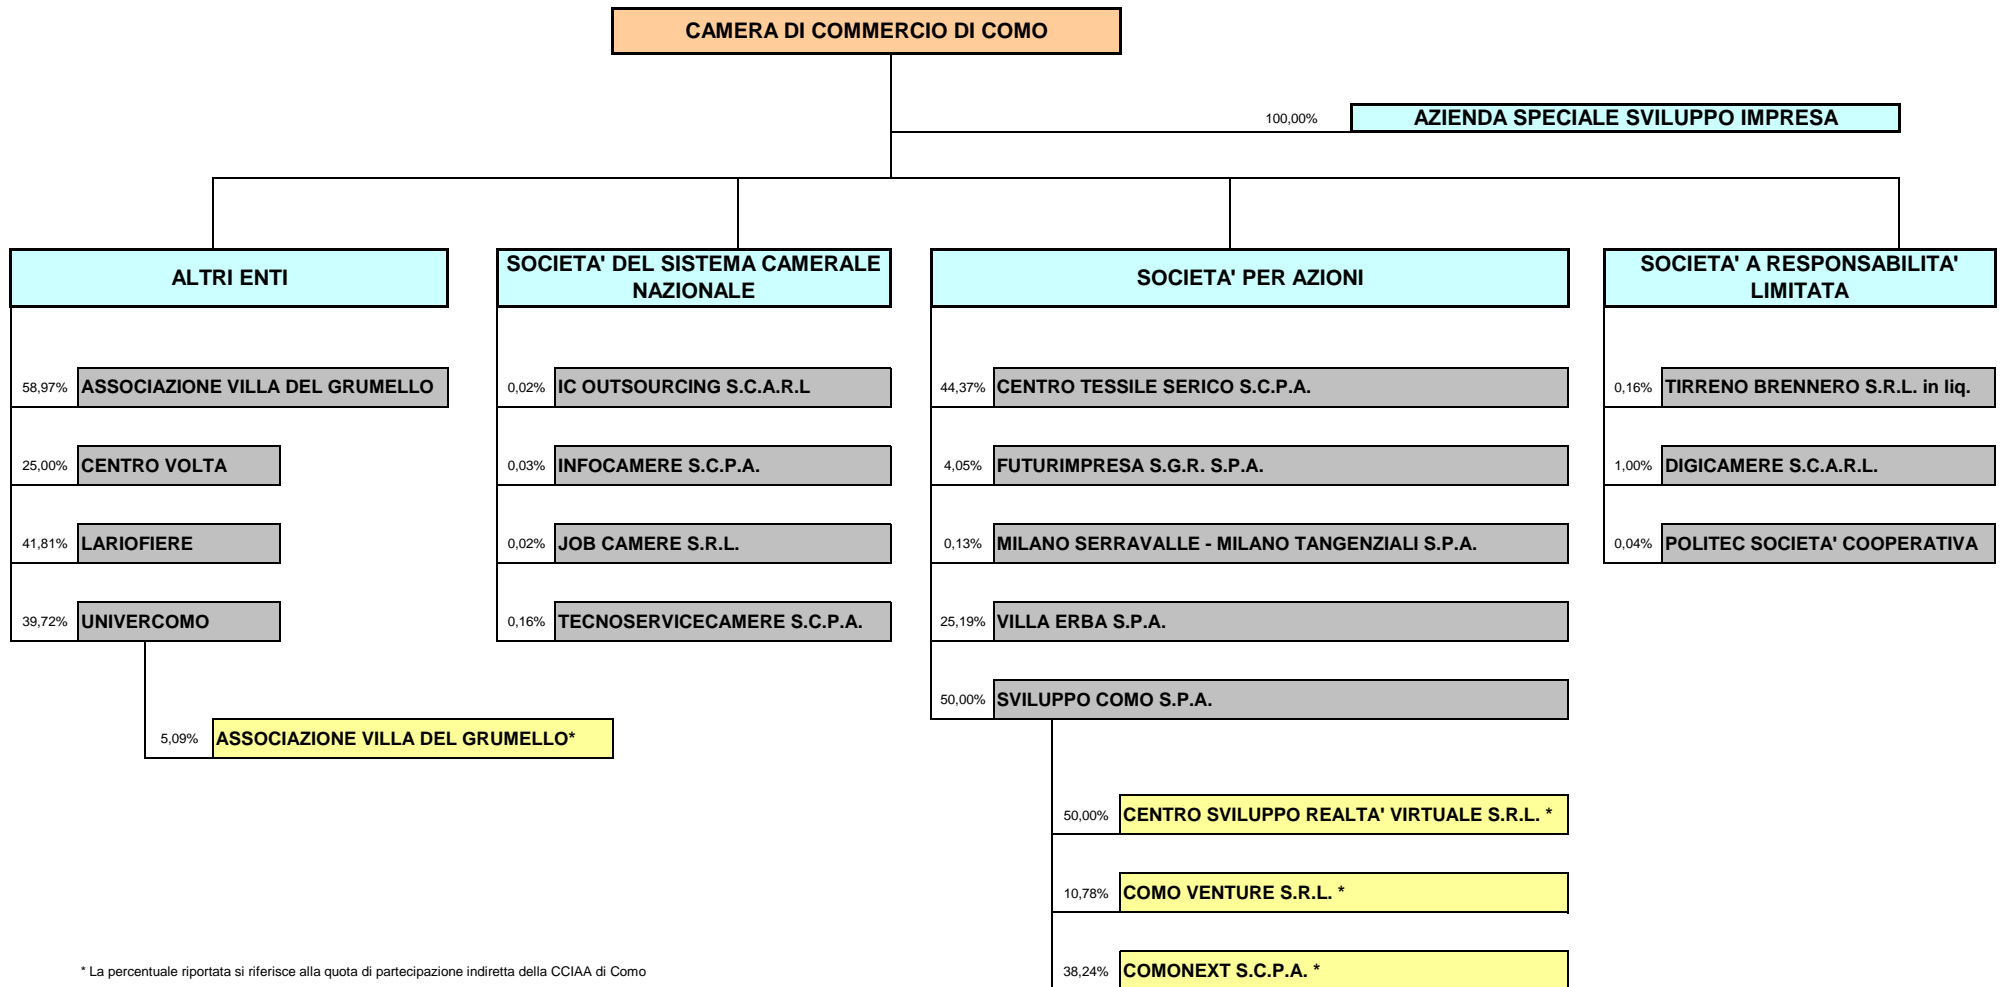 CAMERA DI COMMERCIO DI COMO
100,00% AZIENDA SPECIALE SVILUPPO IMPRESA
ALTRI ENTI
58,97% ASSOCIAZIONE VILLA DEL GRUMELLO
25,00% CENTRO VOLTA
41,81% LARIOFIERE
39,72% UNIVERCOMO
5,09% ASSOCIAZIONE VILLA DEL GRUMELLO*
SOCIETA' DEL SISTEMA CAMERALE
NAZIONALE
0,02% IC OUTSOURCING S.C.A.R.L
0,03% INFOCAMERE S.C.P.A.
0,02% JOB CAMERE S.R.L.
0,16% TECNOSERVICECAMERE S.C.P.A.
SOCIETA' PER AZIONI
44,37% CENTRO TESSILE SERICO S.C.P.A.
4,05% FUTURIMPRESA S.G.R. S.P.A.
0,13% MILANO SERRAVALLE - MILANO TANGENZIALI S.P.A.
25,19% VILLA ERBA S.P.A.
50,00% SVILUPPO COMO S.P.A.
50,00% CENTRO SVILUPPO REALTA' VIRTUALE S.R.L. *
10,78% COMO VENTURE S.R.L. *
38,24% COMONEXT S.C.P.A. *
SOCIETA' A RESPONSABILITA'
LIMITATA
0,16% TIRRENO BRENNERO S.R.L. in liq.
1,00% DIGICAMERE S.C.A.R.L.
0,04% POLITEC SOCIETA' COOPERATIVA
* La percentuale riportata si riferisce alla quota di partecipazione indiretta della CCIAA di Como